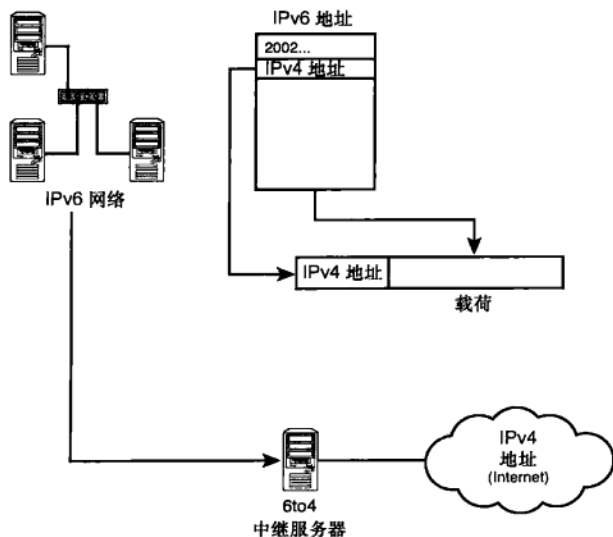 IPv6 地址
2002...
IPv4 地址
IPv6 网络
IPv4 地址
载荷
6to4
中继服务器
IPv4
地址
(Internet)